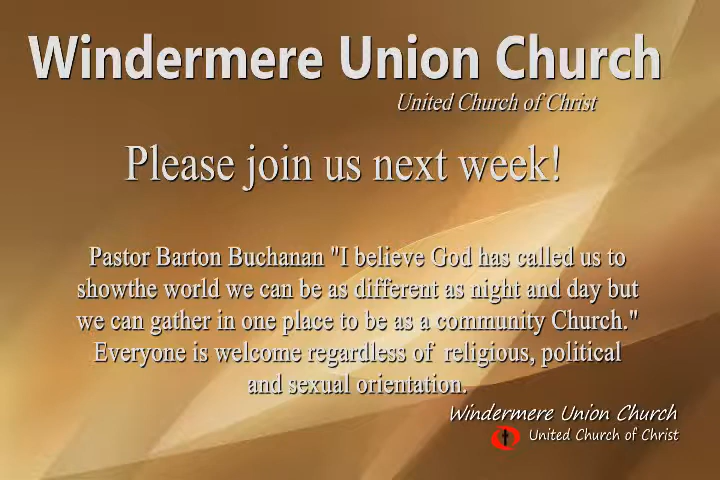 Windermere Union Church
United Church of Christ
Please join us next week!
Pastor Barton Buchanan "I believe God has called us to
showthe world we can be as different as night and day but
we can gather in one place to be as a community Church."
Everyone is welcome regardless of religious, political
and sexual orientation.
Windermere Union Church
United Church of Christ